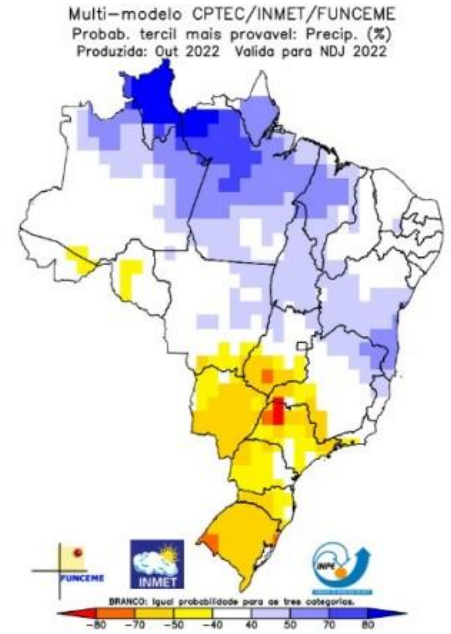 Multi-modelo CPTEC/INMET/FUNCEME
Probab. tercil mais provavel: Precip. (%)
Produzida: Out 2022 Valida para NDJ 2022
FUNCEME
INMET
INPE
BRANCO: Igual probabilidade para as tres categorias.
-80 -70 -50 -40 40 50 70 80